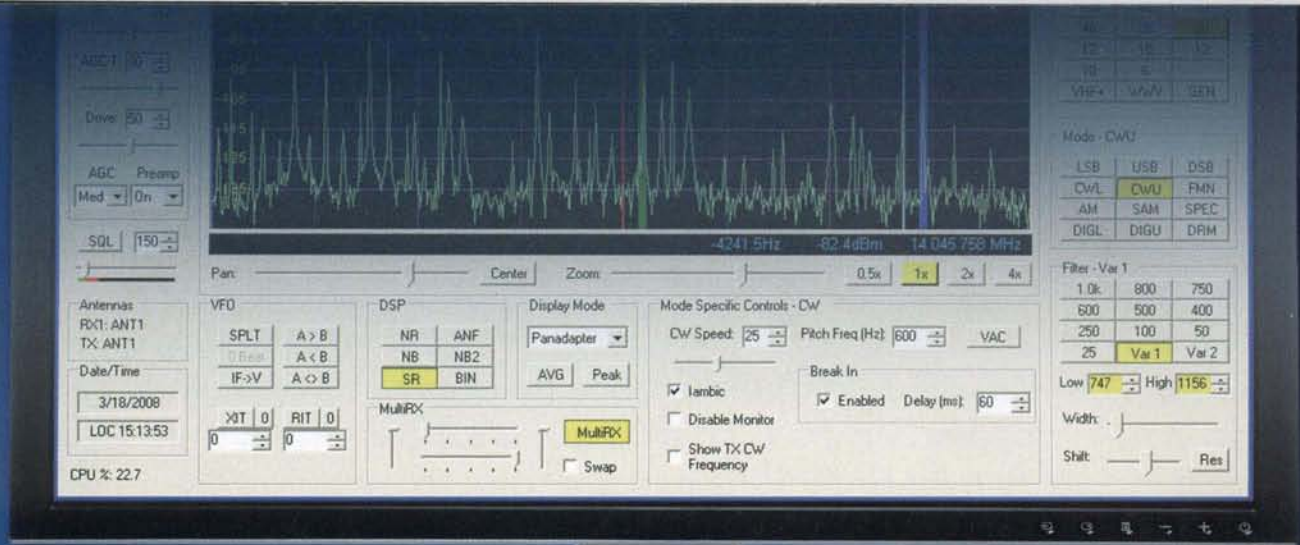 AGC-T
Drive: 50
AGC Preamp
Med On
SQL 150
Antennas
RX1: ANT1
TX: ANT1
Date/Time
3/18/2008
LOC 15:13:53
CPU %: 22.7
-4241.5Hz -82.4dBm 14.045 758 MHz
Pan: Center Zoom: 0.5x 1x 2x 4x
VFO
SPLT A > B
A < B
IF->V A <> B
XIT 0 RIT 0
0 0
DSP
NR ANF
NB NB2
SR BIN
MultiRX
MultiRX
Swap
Display Mode
Panadapter
AVG Peak
Mode Specific Controls - CW
CW Speed: 25 Pitch Freq (Hz): 600 VAC
Iambic
Disable Monitor
Show TX CW
Frequency
Break In
Enabled Delay (ms): 60
VHF+ WWV GEN
Mode - CWU
LSB USB DSB
CWL CWU FMN
AM SAM SPEC
DIGL DIGU DRM
Filter - Var 1
1.0k 800 750
600 500 400
250 100 50
25 Var 1 Var 2
Low 747 High 1156
Width:
Shift: Res